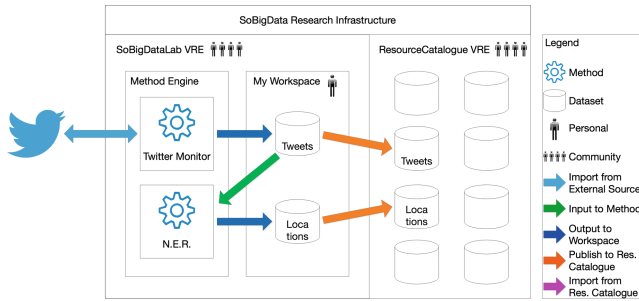 SoBigData Research Infrastructure
SoBigDataLab VRE
ResourceCatalogue VRE
Method Engine
My Workspace
Twitter Monitor
Tweets
Tweets
N.E.R.
Loca
tions
Loca
tions
Legend
Method
Dataset
Personal
Community
Import from
External Source
Input to Method
Output to
Workspace
Publish to Res.
Catalogue
Import from
Res. Catalogue